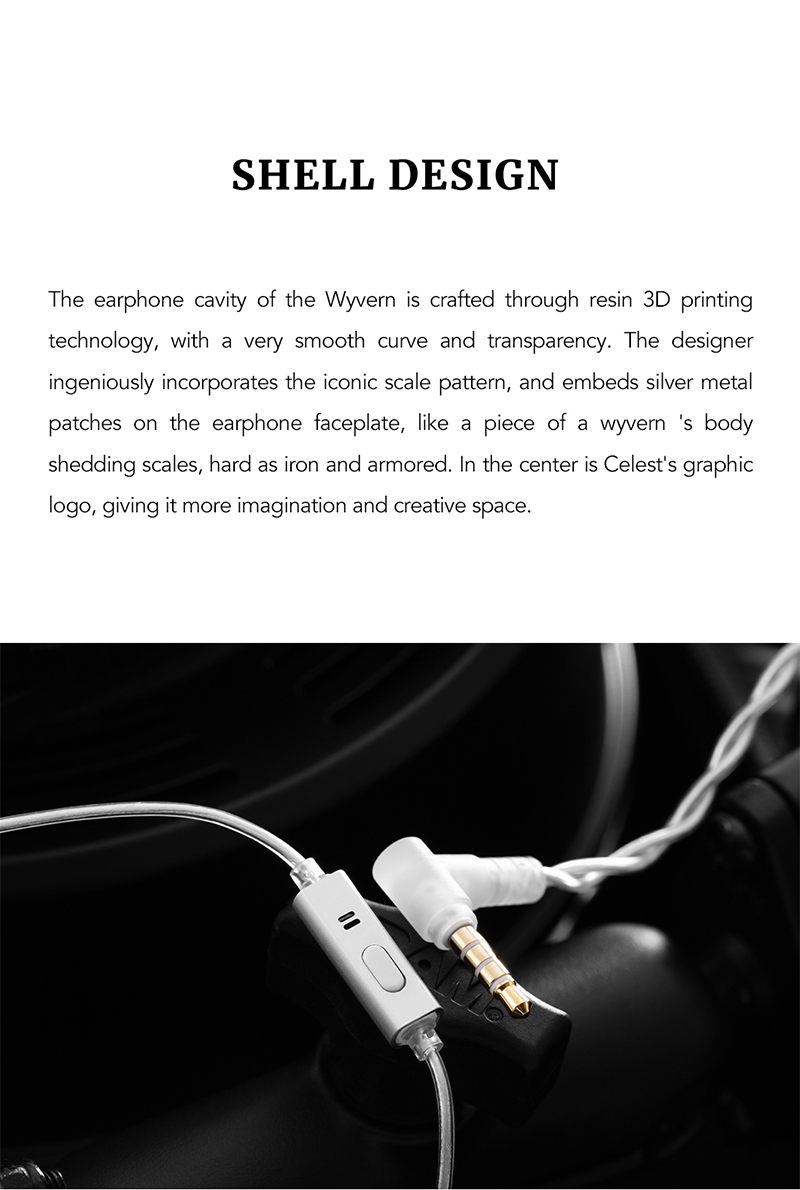 SHELL DESIGN
The earphone cavity of the Wyvern is crafted through resin 3D printing
technology, with a very smooth curve and transparency. The designer
ingeniously incorporates the iconic scale pattern, and embeds silver metal
patches on the earphone faceplate, like a piece of a wyvern 's body
shedding scales, hard as iron and armored. In the center is Celest's graphic
logo, giving it more imagination and creative space.